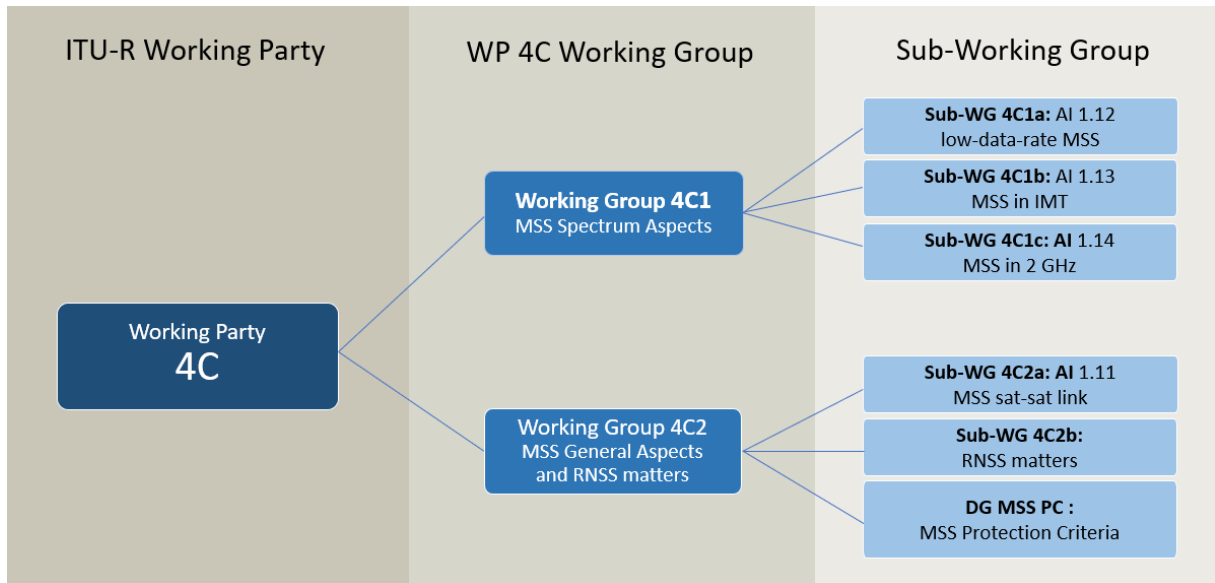 ITU-R Working Party
WP 4C Working Group
Sub-Working Group
Working Party
4C
Working Group 4C1
MSS Spectrum Aspects
Working Group 4C2
MSS General Aspects
and RNSS matters
Sub-WG 4C1a: AI 1.12
low-data-rate MSS
Sub-WG 4C1b: AI 1.13
MSS in IMT
Sub-WG 4C1c: AI 1.14
MSS in 2 GHz
Sub-WG 4C2a: AI 1.11
MSS sat-sat link
Sub-WG 4C2b:
RNSS matters
DG MSS PC :
MSS Protection Criteria